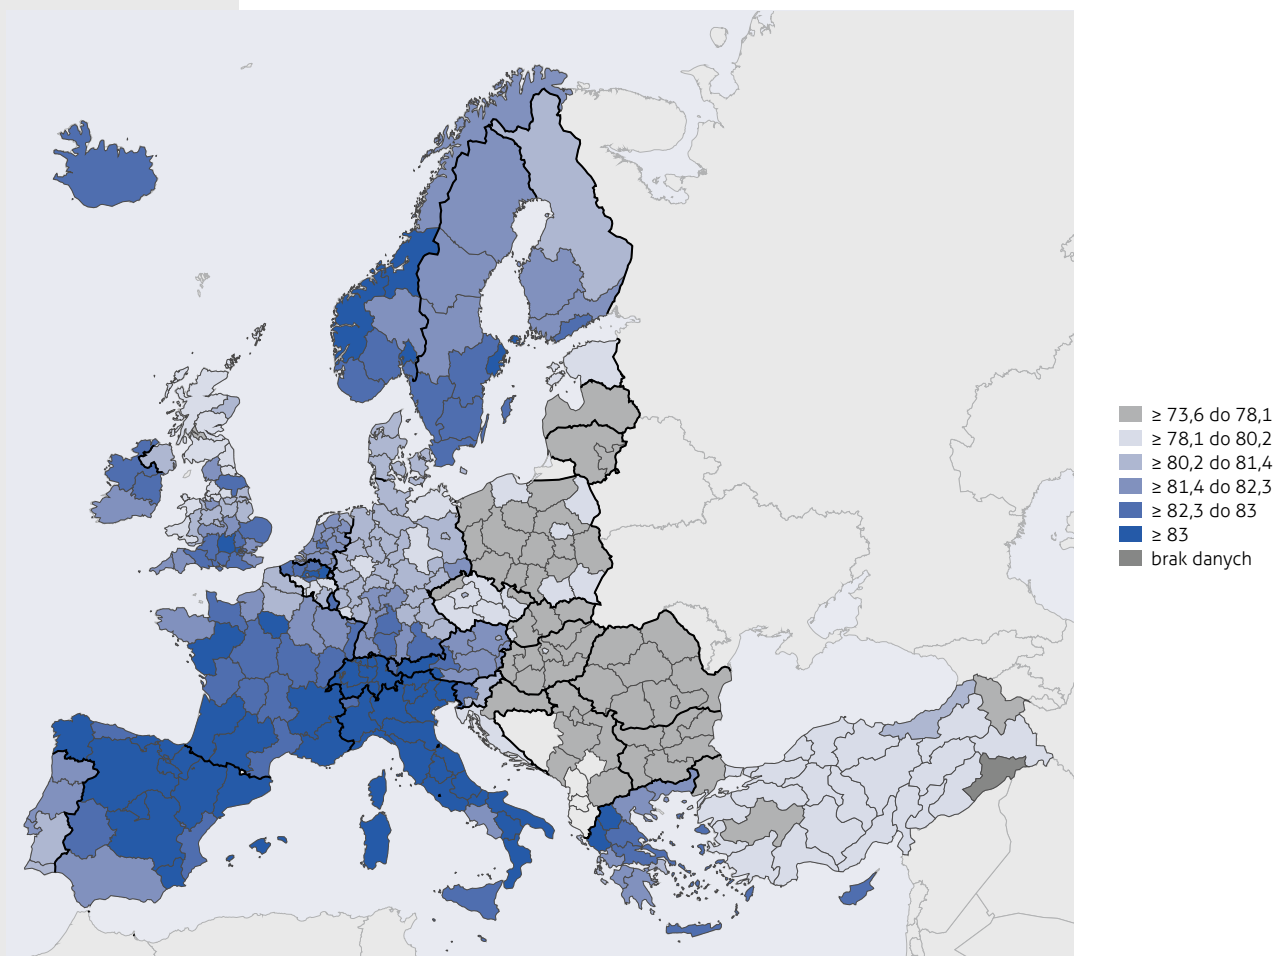 ≥ 73,6 do 78,1
≥ 78,1 do 80,2
≥ 80,2 do 81,4
≥ 81,4 do 82,3
≥ 82,3 do 83
≥ 83
brak danych